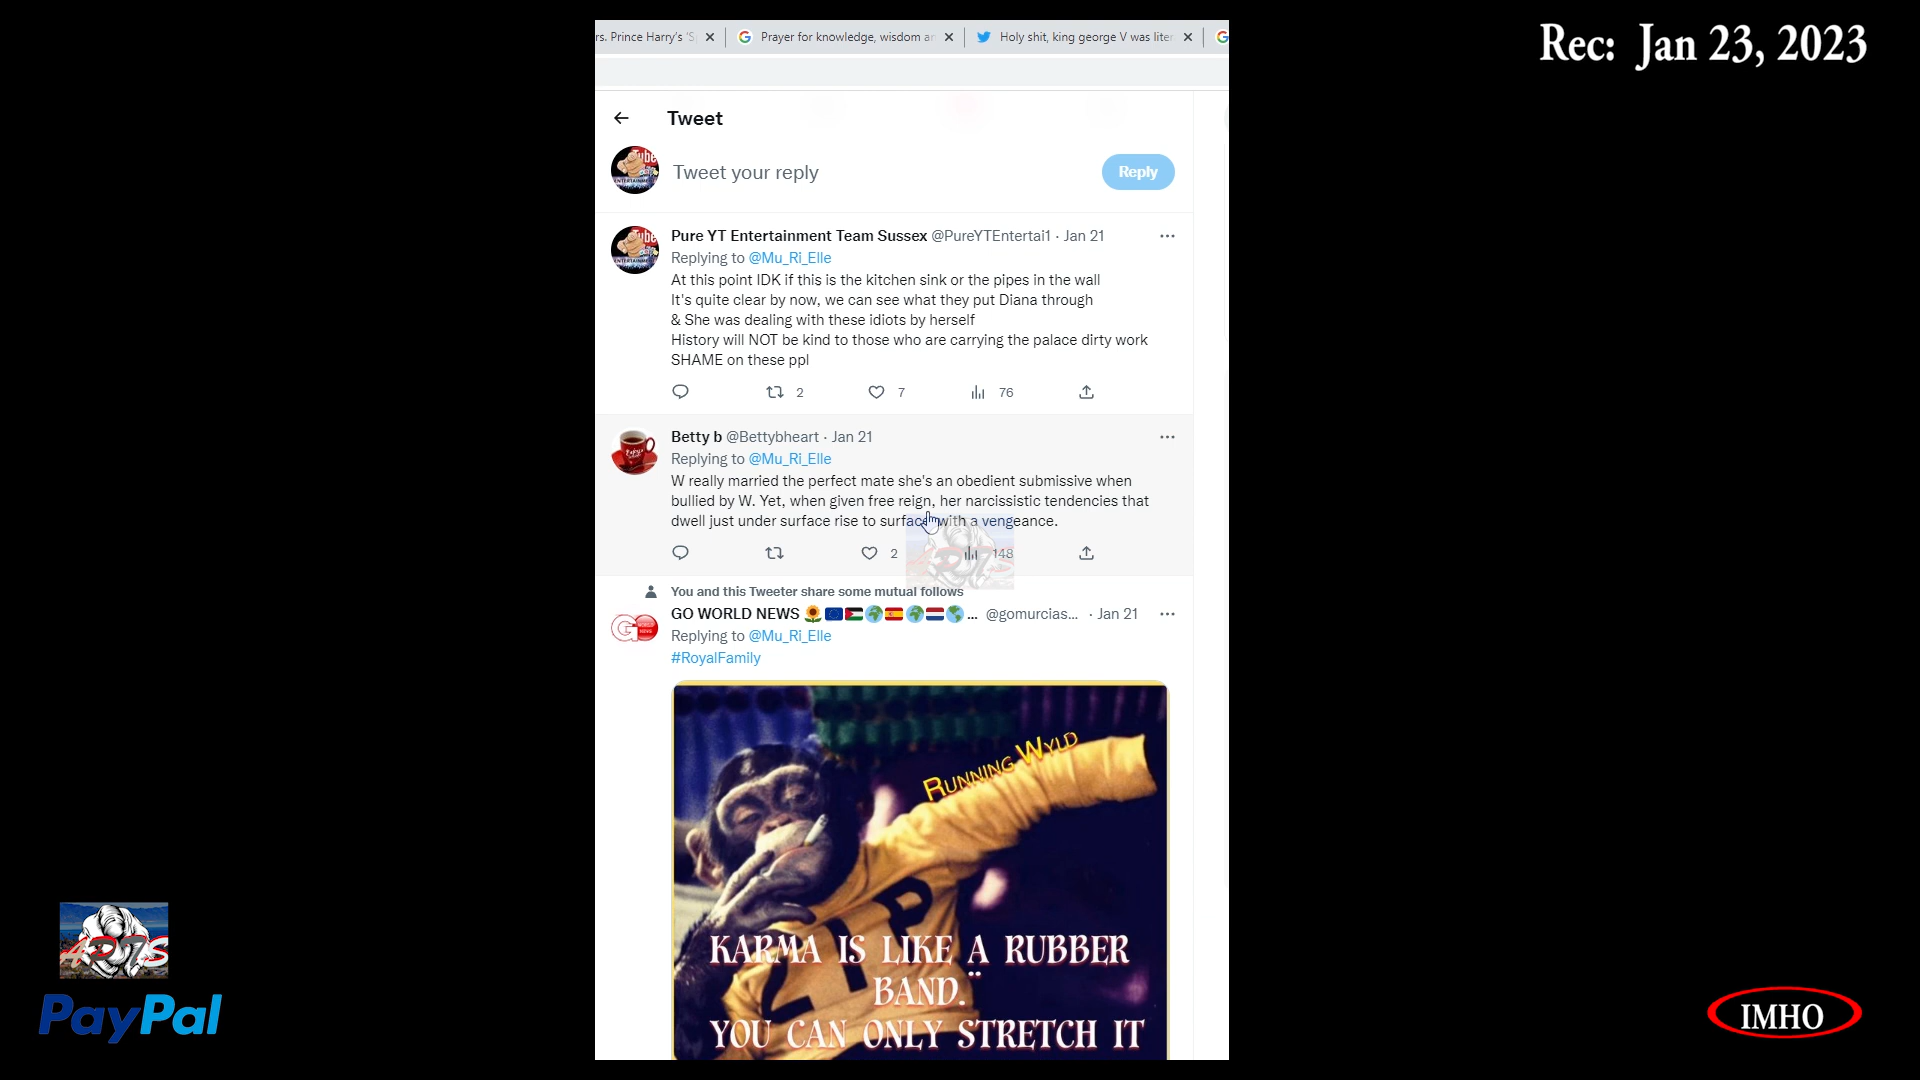 Rec: Jan 23, 2023
rs. Prince Harry's 'S
Prayer for knowledge, wisdom an
Holy shit, king george V was liter
Tweet
Tweet your reply
Reply
Pure YT Entertainment Team Sussex @PureYTEntertai1 · Jan 21
Replying to @Mu_Ri_Elle
At this point IDK if this is the kitchen sink or the pipes in the wall
It's quite clear by now, we can see what they put Diana through
& She was dealing with these idiots by herself
History will NOT be kind to those who are carrying the palace dirty work
SHAME on these ppl
2 7 76
Betty b @Bettybheart · Jan 21
Replying to @Mu_Ri_Elle
W really married the perfect mate she's an obedient submissive when
bullied by W. Yet, when given free reign, her narcissistic tendencies that
dwell just under surface rise to surface with a vengeance.
2 148
You and this Tweeter share some mutual follows
GO WORLD NEWS ... @gomurcias... · Jan 21
Replying to @Mu_Ri_Elle
#RoyalFamily
RUNNING WYLD
KARMA IS LIKE A RUBBER
BAND."
YOU CAN ONLY STRETCH IT
PayPal
IMHO